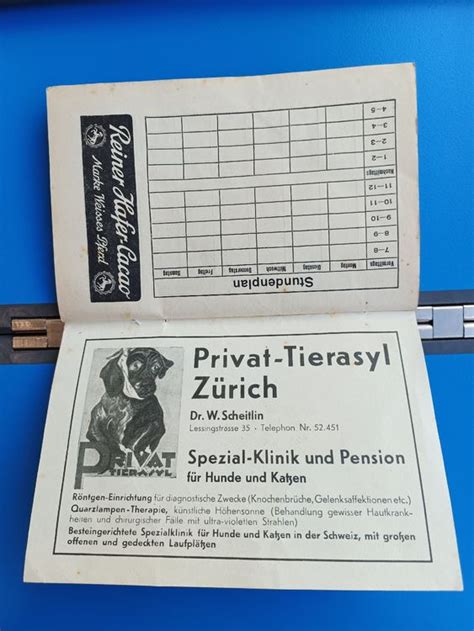 Stundenplan
Vormittags Montag Dienstag Mittwoch Donnerstag Freitag Samstag
7–8
8–9
9–10
10–11
11–12
Nachmittags
1–2
2–3
3–4
4–5
Reiner Hafer-Cacao
Marke Weisses Pferd
Privat-Tierasyl
Zürich
Dr. W. Scheitlin
Lessingstrasse 35 · Telephon Nr. 52.451
PRIVAT
TIERASYL
Spezial-Klinik und Pension
für Hunde und Katzen
Röntgen-Einrichtung für diagnostische Zwecke (Knochenbrüche, Gelenksaffektionen etc.)
Quarzlampen-Therapie, künstliche Höhensonne (Behandlung gewisser Hautkrank-
heiten und chirurgischer Fälle mit ultra-violetten Strahlen)
Besteingerichtete Spezialklinik für Hunde und Katzen in der Schweiz, mit großen
offenen und gedeckten Laufplätzen